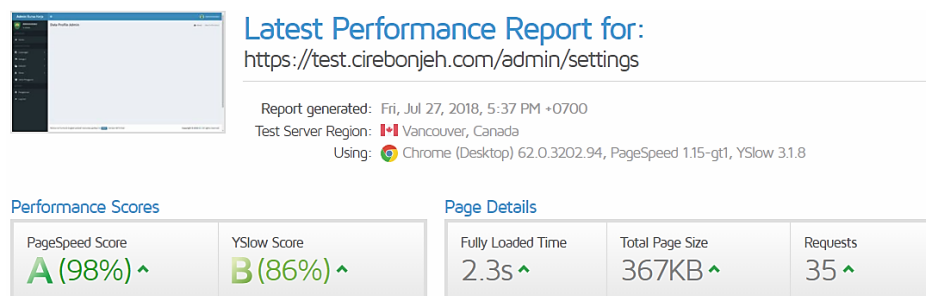 Latest Performance Report for:
https://test.cirebonjeh.com/admin/settings
Report generated: Fri, Jul 27, 2018, 5:37 PM +0700
Test Server Region: Vancouver, Canada
Using: Chrome (Desktop) 62.0.3202.94, PageSpeed 1.15-gt1, YSlow 3.1.8
Performance Scores
PageSpeed Score
A (98%)
YSlow Score
B (86%)
Page Details
Fully Loaded Time
2.3s
Total Page Size
367KB
Requests
35